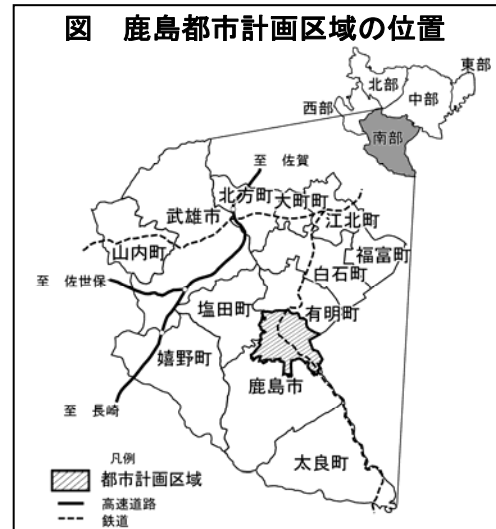 図 鹿島都市計画区域の位置
東部
北部
中部
西部
南部
至 佐賀
北方町
大町町
武雄市
江北町
山内町
福富町
白石町
至 佐世保
塩田町
有明町
嬉野町
鹿島市
至 長崎
太良町
凡例
都市計画区域
高速道路
鉄道